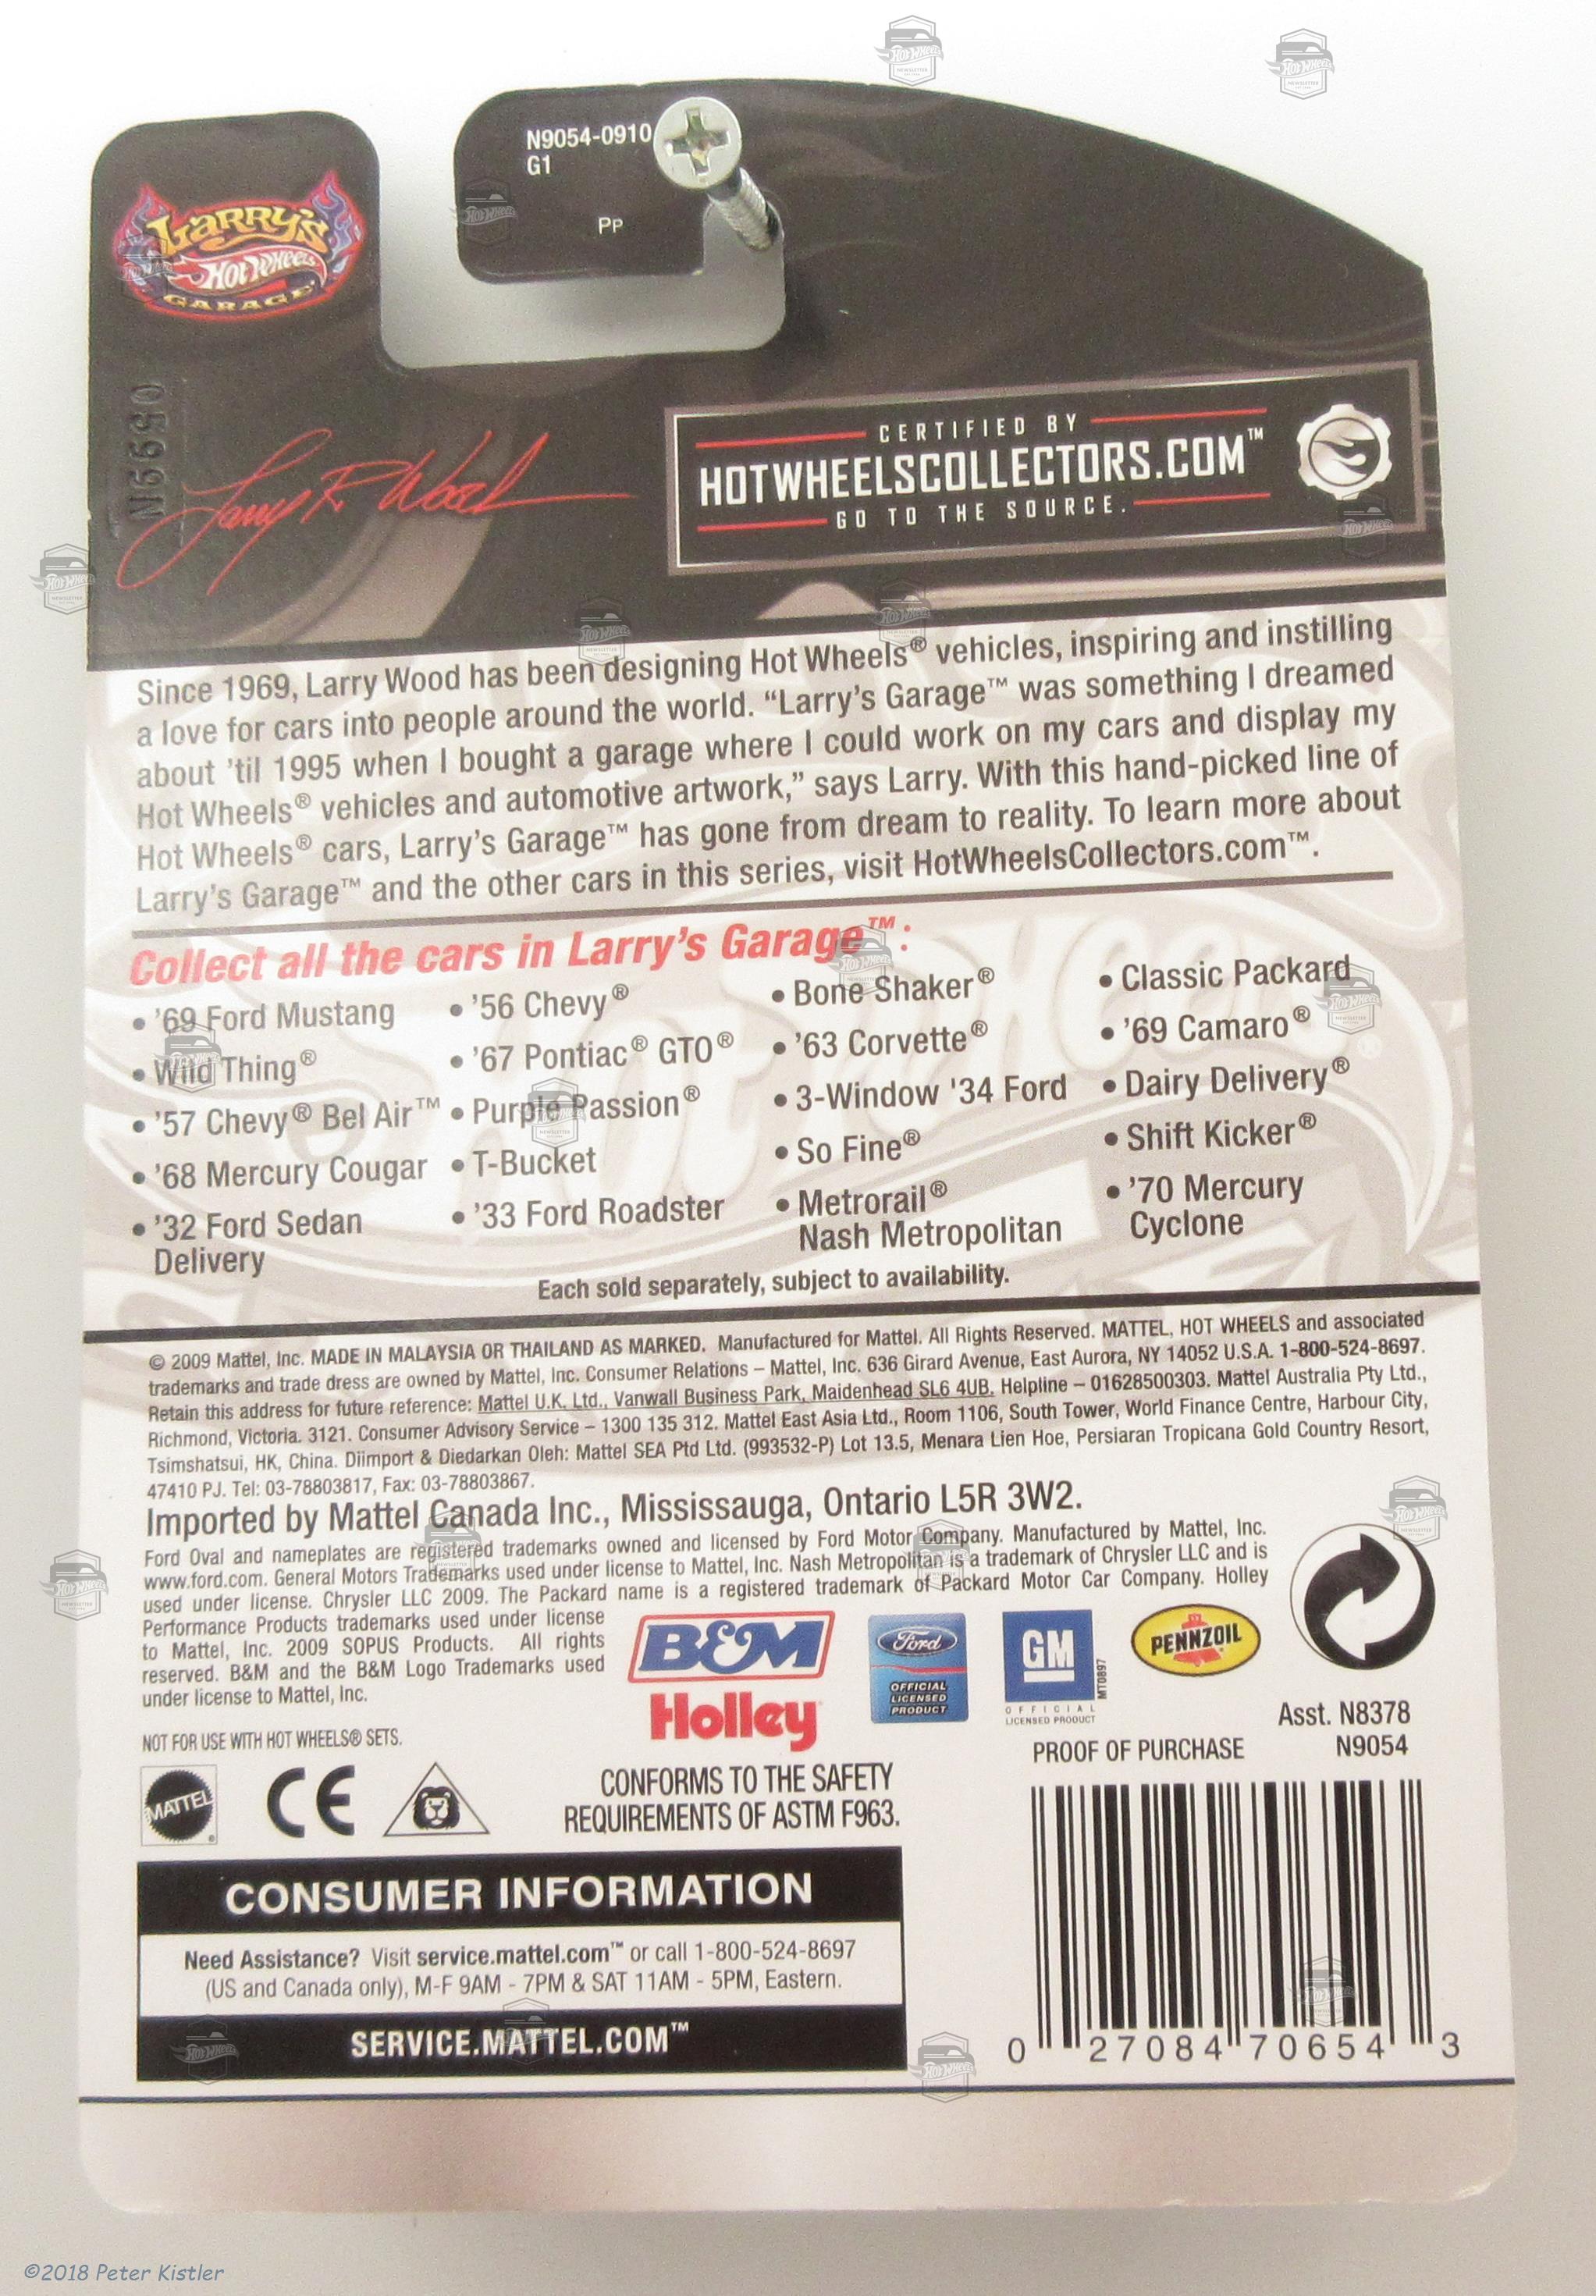 N9054-0910
G1
PP
LARRY'S
HOT WHEELS
GARAGE
N6690
Larry R Wood
CERTIFIED BY
HOTWHEELSCOLLECTORS.COM™
GO TO THE SOURCE.
Since 1969, Larry Wood has been designing Hot Wheels® vehicles, inspiring and instilling
a love for cars into people around the world. “Larry’s Garage™ was something I dreamed
about ’til 1995 when I bought a garage where I could work on my cars and display my
Hot Wheels® vehicles and automotive artwork,” says Larry. With this hand-picked line of
Hot Wheels® cars, Larry’s Garage™ has gone from dream to reality. To learn more about
Larry’s Garage™ and the other cars in this series, visit HotWheelsCollectors.com™.
Collect all the cars in Larry’s Garage™:
• ’69 Ford Mustang
• Wild Thing®
• ’57 Chevy® Bel Air™
• ’68 Mercury Cougar
• ’32 Ford Sedan
Delivery
• ’56 Chevy®
• ’67 Pontiac® GTO®
• Purple Passion®
• T-Bucket
• ’33 Ford Roadster
• Bone Shaker®
• ’63 Corvette®
• 3-Window '34 Ford
• So Fine®
• Metrorail®
Nash Metropolitan
• Classic Packard
• ’69 Camaro®
• Dairy Delivery®
• Shift Kicker®
• ’70 Mercury
Cyclone
Each sold separately, subject to availability.
© 2009 Mattel, Inc. MADE IN MALAYSIA OR THAILAND AS MARKED. Manufactured for Mattel. All Rights Reserved. MATTEL, HOT WHEELS and associated
trademarks and trade dress are owned by Mattel, Inc. Consumer Relations – Mattel, Inc. 636 Girard Avenue, East Aurora, NY 14052 U.S.A. 1-800-524-8697.
Retain this address for future reference: Mattel U.K. Ltd., Vanwall Business Park, Maidenhead SL6 4UB. Helpline – 01628500303. Mattel Australia Pty Ltd.,
Richmond, Victoria. 3121. Consumer Advisory Service – 1300 135 312. Mattel East Asia Ltd., Room 1106, South Tower, World Finance Centre, Harbour City,
Tsimshatsui, HK, China. Diimport & Diedarkan Oleh: Mattel SEA Ptd Ltd. (993532-P) Lot 13.5, Menara Lien Hoe, Persiaran Tropicana Gold Country Resort,
47410 PJ. Tel: 03-78803817, Fax: 03-78803867.
Imported by Mattel Canada Inc., Mississauga, Ontario L5R 3W2.
Ford Oval and nameplates are registered trademarks owned and licensed by Ford Motor Company. Manufactured by Mattel, Inc.
www.ford.com. General Motors Trademarks used under license to Mattel, Inc. Nash Metropolitan is a trademark of Chrysler LLC and is
used under license. Chrysler LLC 2009. The Packard name is a registered trademark of Packard Motor Car Company. Holley
Performance Products trademarks used under license
to Mattel, Inc. 2009 SOPUS Products. All rights
reserved. B&M and the B&M Logo Trademarks used
under license to Mattel, Inc.
B&M
Holley
Ford
OFFICIAL
LICENSED
PRODUCT
GM
MT0897
OFFICIAL
LICENSED PRODUCT
PENNZOIL
NOT FOR USE WITH HOT WHEELS® SETS.
MATTEL
CE
CONFORMS TO THE SAFETY
REQUIREMENTS OF ASTM F963.
Asst. N8378
N9054
PROOF OF PURCHASE
0 27084 70654 3
CONSUMER INFORMATION
Need Assistance? Visit service.mattel.com™ or call 1-800-524-8697
(US and Canada only), M-F 9AM - 7PM & SAT 11AM - 5PM, Eastern.
SERVICE.MATTEL.COM™
©2018 Peter Kistler